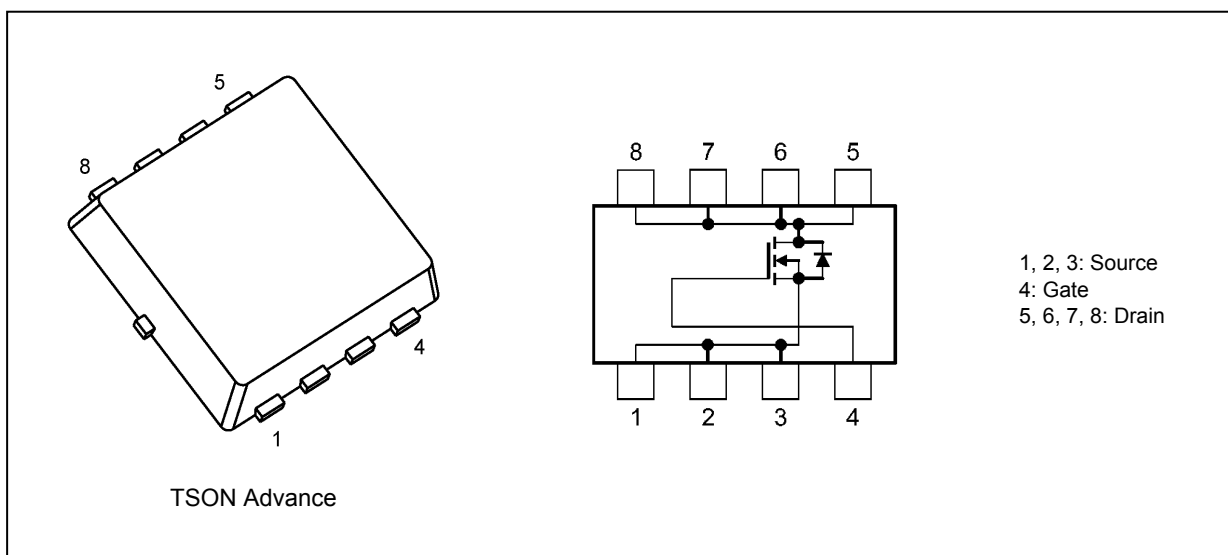 5
8
4
1
TSON Advance
8 7 6 5
1 2 3 4
1, 2, 3: Source
4: Gate
5, 6, 7, 8: Drain